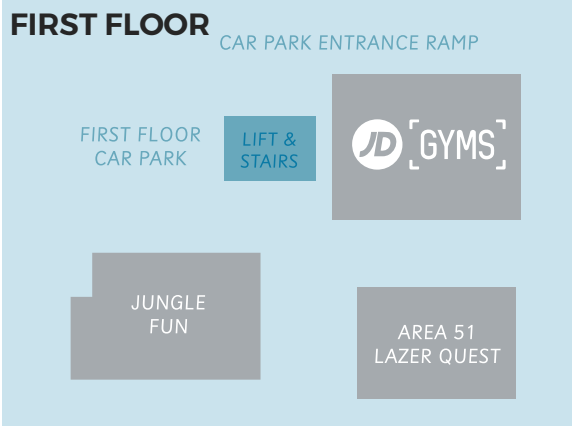 FIRST FLOOR
CAR PARK ENTRANCE RAMP
FIRST FLOOR
CAR PARK
LIFT &
STAIRS
JD [GYMS]
JUNGLE
FUN
AREA 51
LAZER QUEST